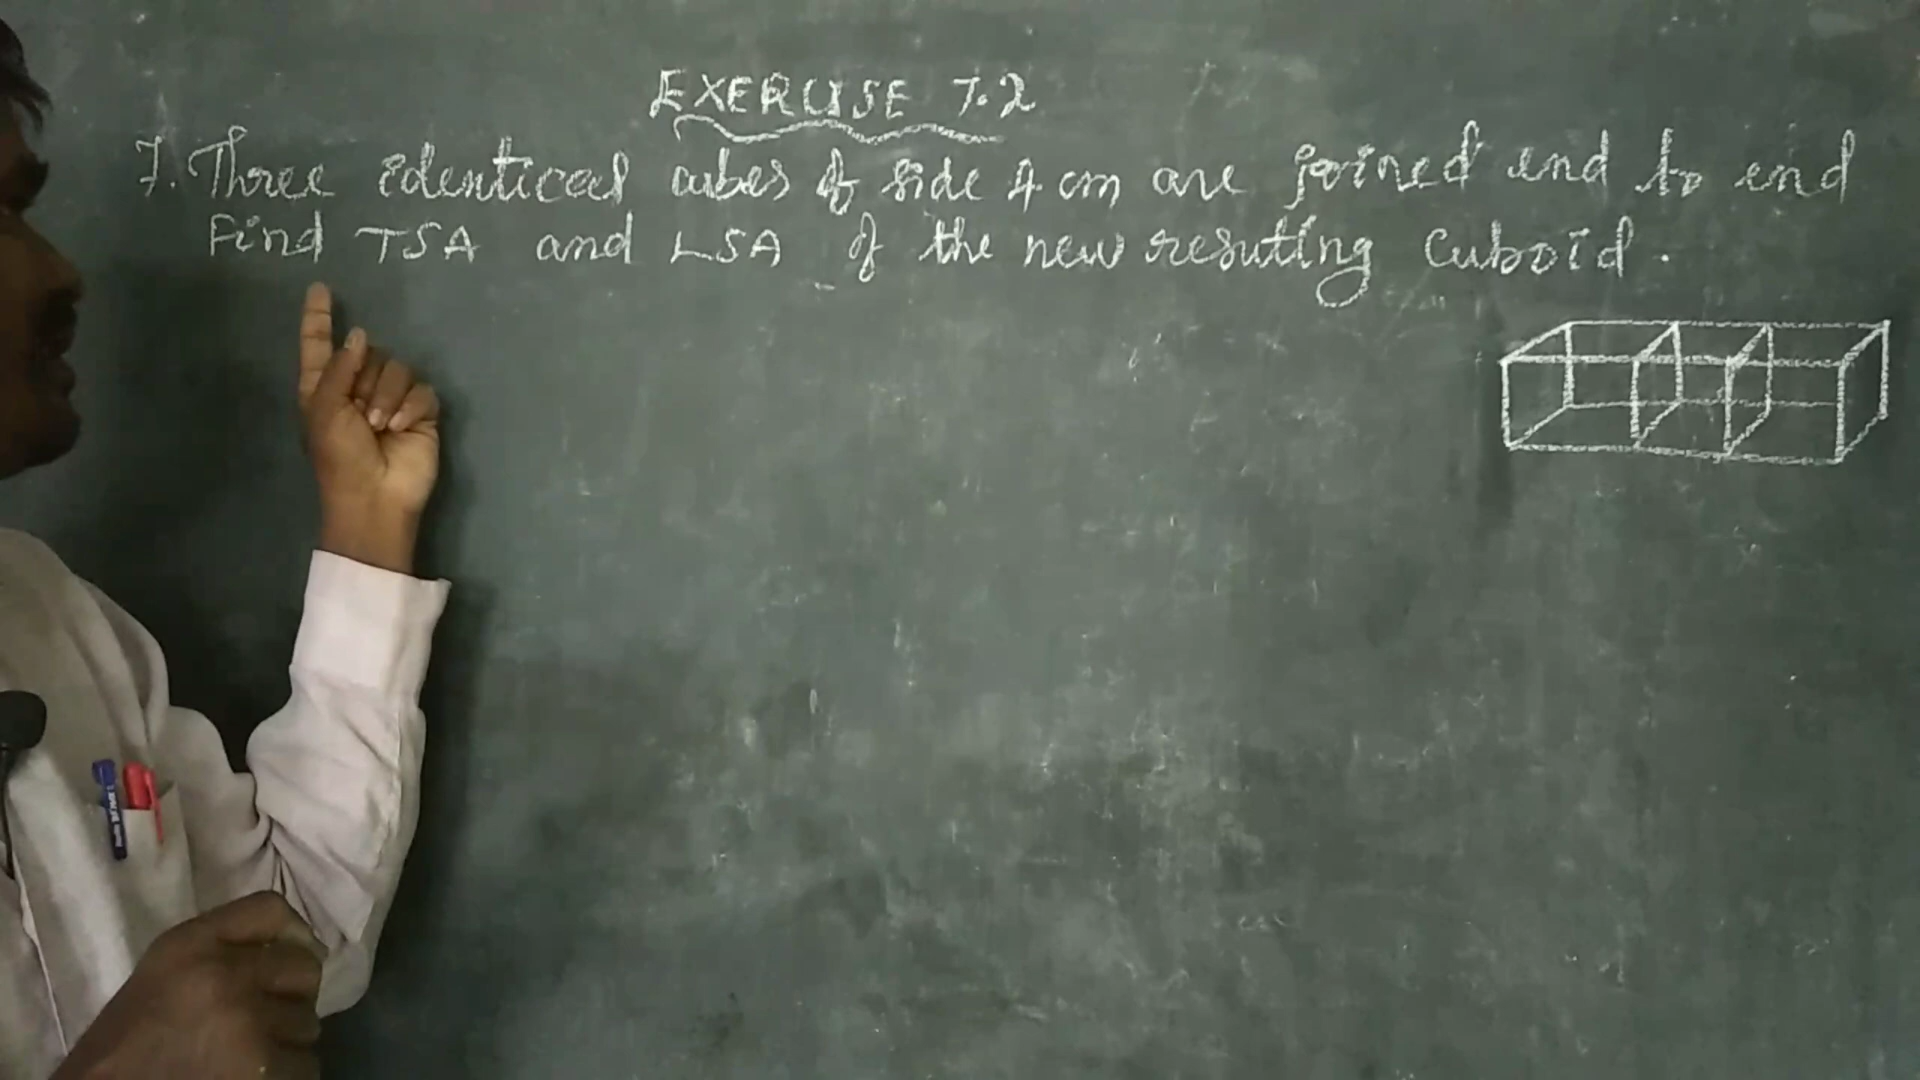 EXERCISE 7.2
7. Three identical cubes of side 4 cm are joined end to end
Find TSA and LSA of the new resuting Cuboid.